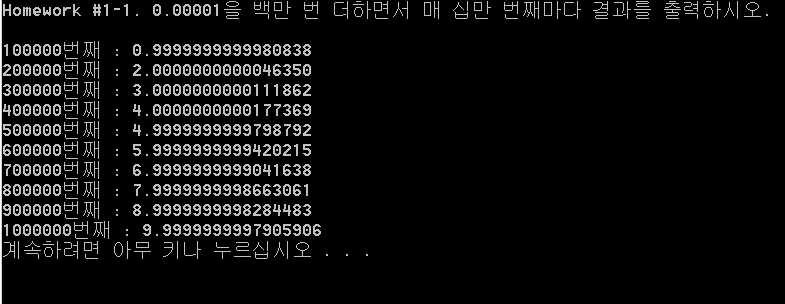 Homework #1-1. 0.00001을 백만 번 더하면서 매 십만 번째마다 결과를 출력하시오.
100000번째 : 0.9999999999980838
200000번째 : 2.0000000000046350
300000번째 : 3.0000000000111862
400000번째 : 4.0000000000177369
500000번째 : 4.9999999999798792
600000번째 : 5.9999999999420215
700000번째 : 6.9999999999041638
800000번째 : 7.9999999998663061
900000번째 : 8.9999999998284483
1000000번째 : 9.9999999997905906
계속하려면 아무 키나 누르십시오 . . .